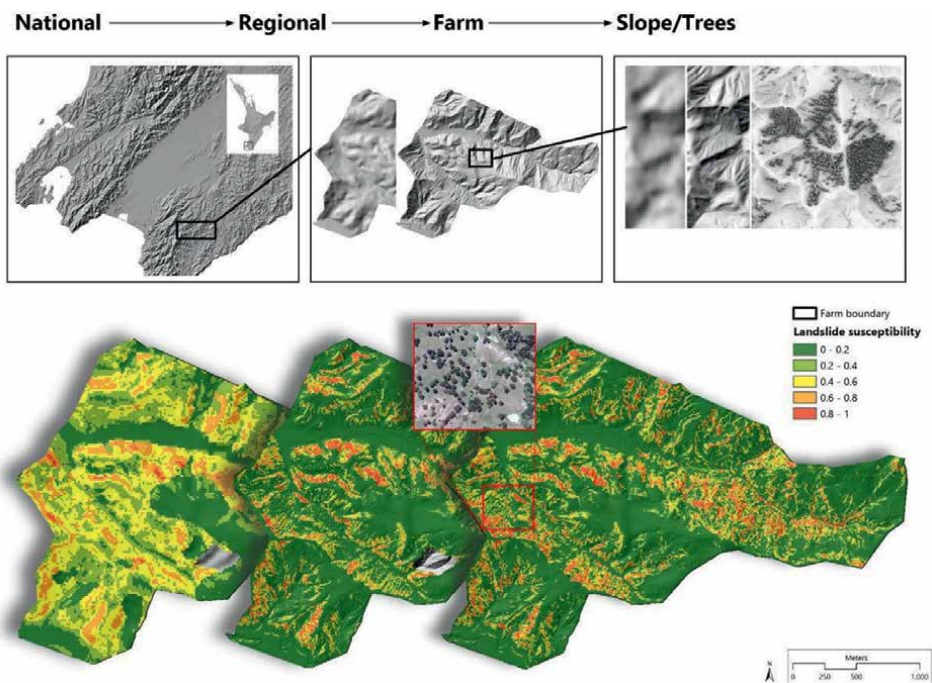 National Regional Farm Slope/Trees
Farm boundary
Landslide susceptibility
0 - 0.2
0.2 - 0.4
0.4 - 0.6
0.6 - 0.8
0.8 - 1
N
Meters
0 250 500 1,000